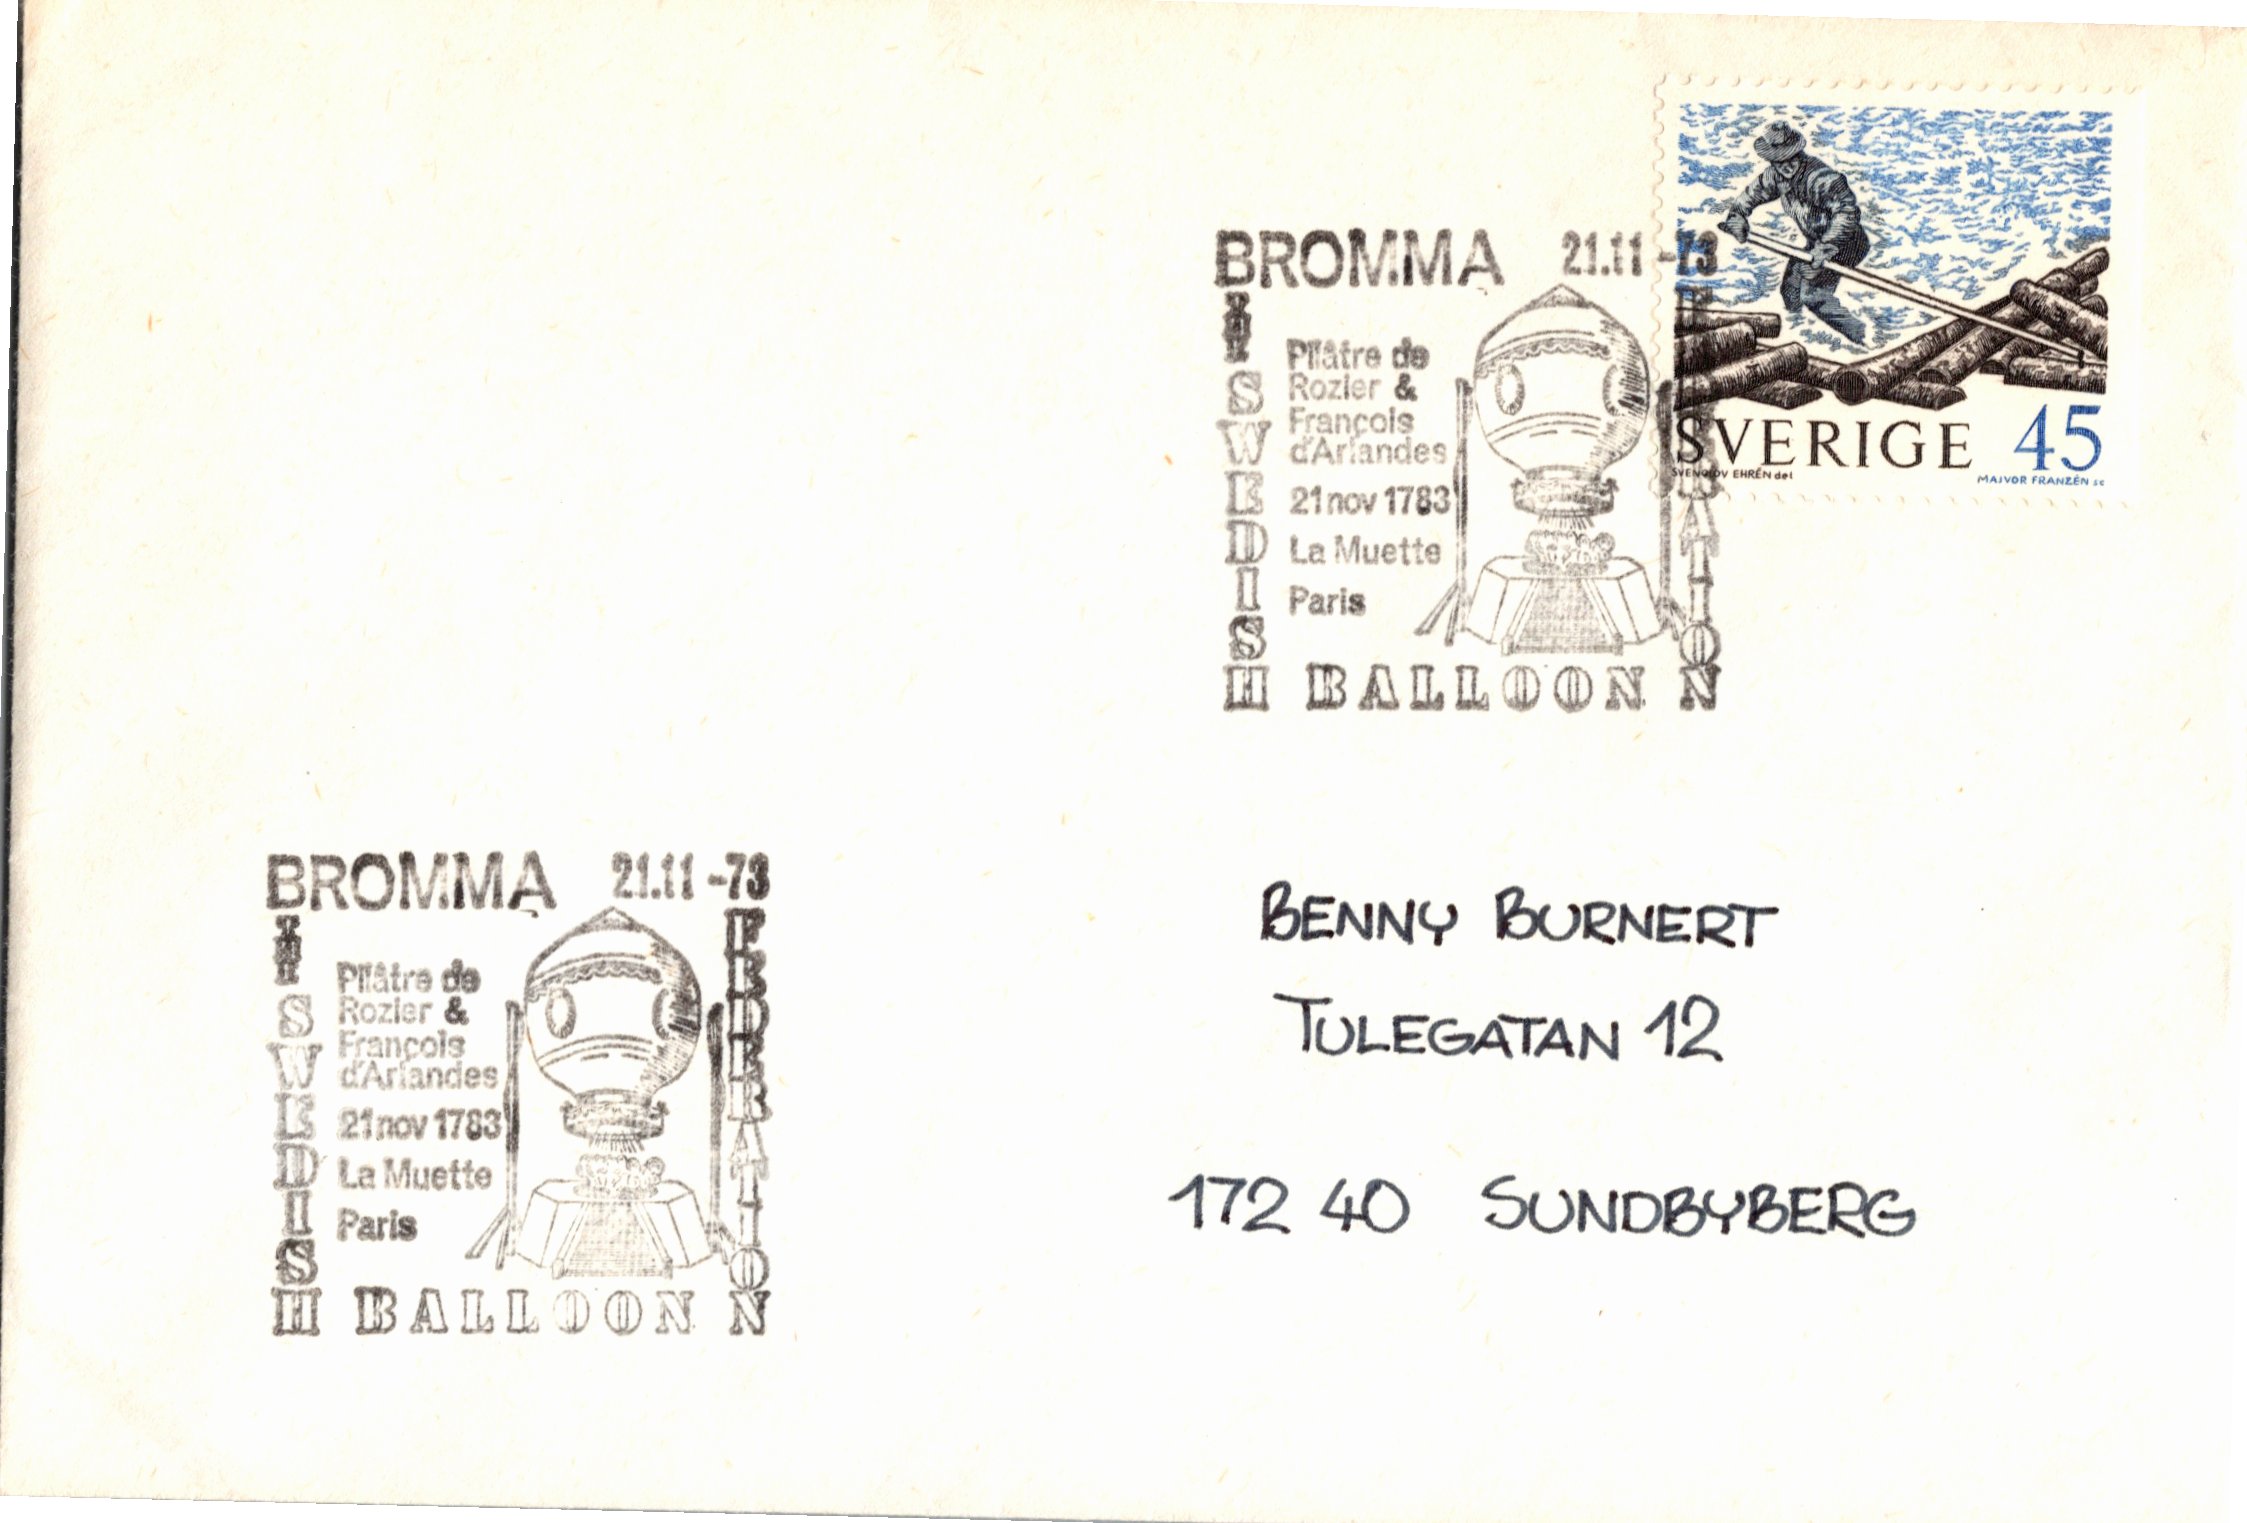 BROMMA 21.11 -73
THE SWEDISH BALLOON FEDERATION
Pilâtre de
Rozier &
François
d'Arlandes
21 nov 1783
La Muette
Paris
SVERIGE 45
SVENOLOV EHRÉN del
MAJVOR FRANZÉN sc
BROMMA 21.11 -73
THE SWEDISH BALLOON FEDERATION
Pilâtre de
Rozier &
François
d'Arlandes
21 nov 1783
La Muette
Paris
BENNY BURNERT
TULEGATAN 12
172 40 SUNDBYBERG